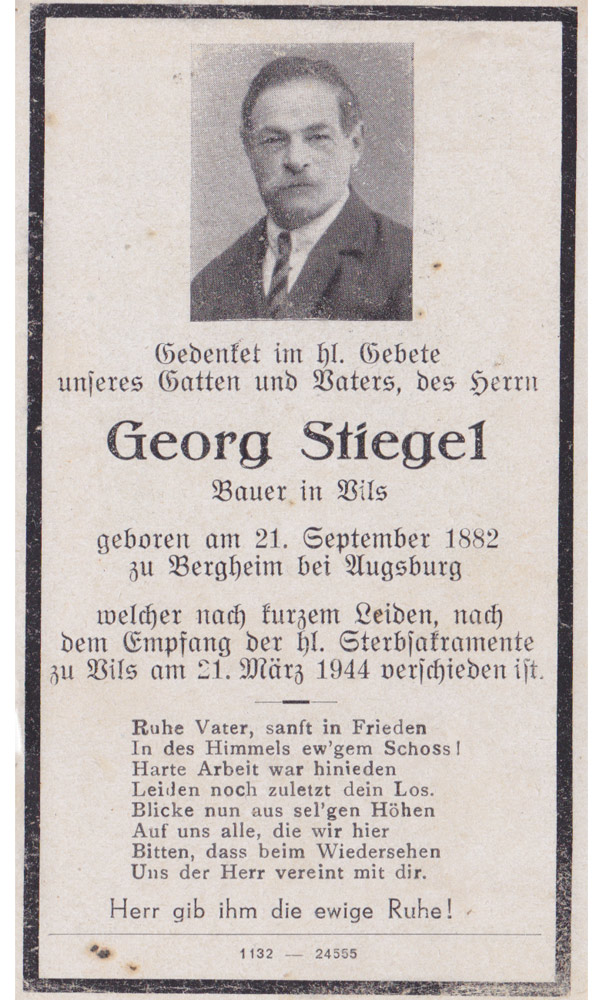 Gedenket im hl. Gebete
unseres Gatten und Vaters, des Herrn
Georg Stiegel
Bauer in Vils
geboren am 21. September 1882
zu Bergheim bei Augsburg
welcher nach kurzem Leiden, nach
dem Empfang der hl. Sterbsakramente
zu Vils am 21. März 1944 verschieden ist.
Ruhe Vater, sanft in Frieden
In des Himmels ew'gem Schoss!
Harte Arbeit war hinieden
Leiden noch zuletzt dein Los.
Blicke nun aus sel'gen Höhen
Auf uns alle, die wir hier
Bitten, dass beim Wiedersehen
Uns der Herr vereint mit dir.
Herr gib ihm die ewige Ruhe!
1132 — 24555